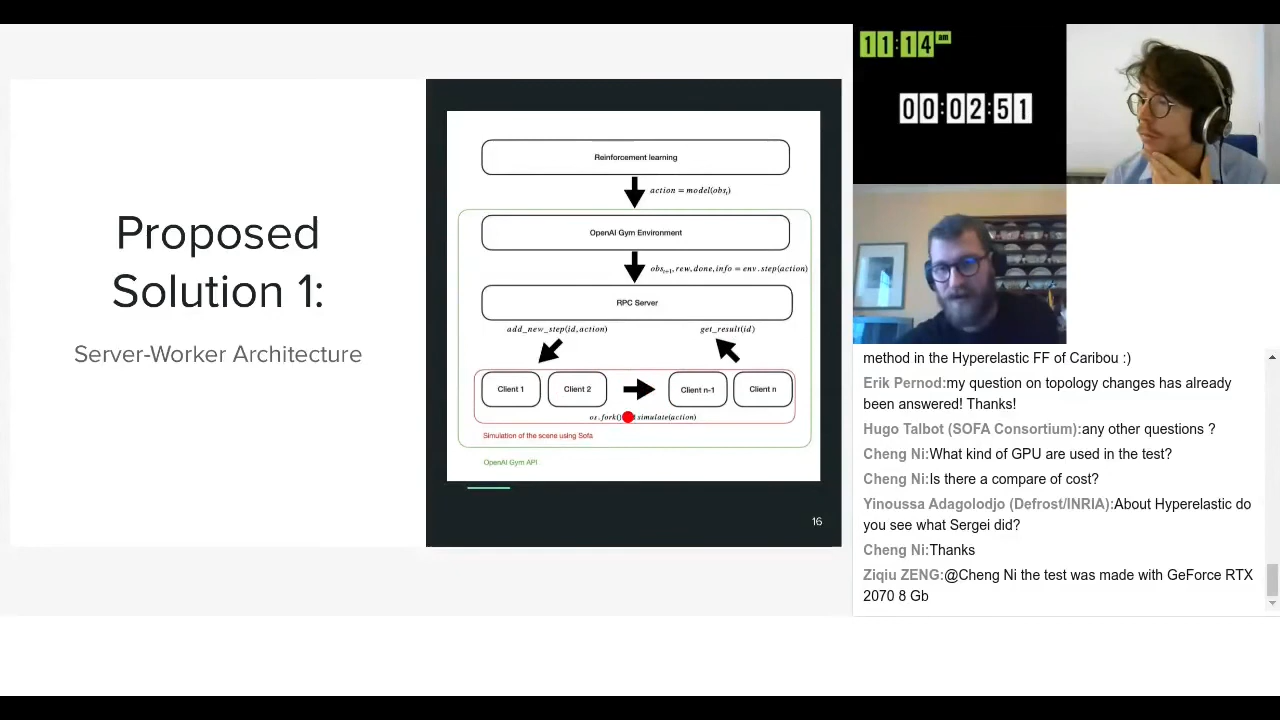 Proposed
Solution 1:
Server-Worker Architecture
Reinforcement learning
action = model(obs_t)
OpenAI Gym Environment
obs_{t+1}, rew, done, info = env.step(action)
RPC Server
add_new_step(id, action)
get_result(id)
Client 1
Client 2
Client n-1
Client n
os.fork()
simulate(action)
Simulation of the scene using Sofa
OpenAI Gym API
16
11:14 am
00:02:51
method in the Hyperelastic FF of Caribou :)
Erik Pernod:my question on topology changes has already
been answered! Thanks!
Hugo Talbot (SOFA Consortium):any other questions ?
Cheng Ni:What kind of GPU are used in the test?
Cheng Ni:Is there a compare of cost?
Yinoussa Adagolodjo (Defrost/INRIA):About Hyperelastic do
you see what Sergei did?
Cheng Ni:Thanks
Ziqiu ZENG:@Cheng Ni the test was made with GeForce RTX
2070 8 Gb